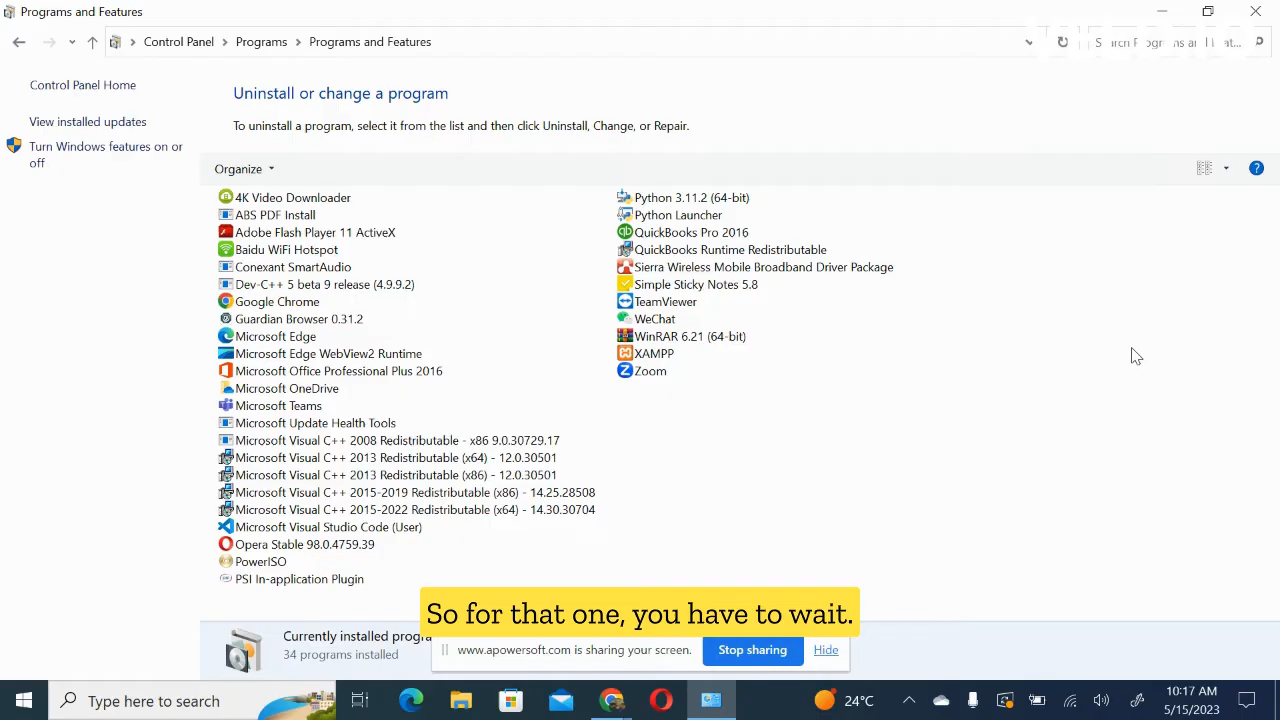 Programs and Features
Control Panel > Programs > Programs and Features
Control Panel Home
View installed updates
Turn Windows features on or
off
Uninstall or change a program
To uninstall a program, select it from the list and then click Uninstall, Change, or Repair.
Organize
4K Video Downloader
ABS PDF Install
Adobe Flash Player 11 ActiveX
Baidu WiFi Hotspot
Conexant SmartAudio
Dev-C++ 5 beta 9 release (4.9.9.2)
Google Chrome
Guardian Browser 0.31.2
Microsoft Edge
Microsoft Edge WebView2 Runtime
Microsoft Office Professional Plus 2016
Microsoft OneDrive
Microsoft Teams
Microsoft Update Health Tools
Microsoft Visual C++ 2008 Redistributable - x86 9.0.30729.17
Microsoft Visual C++ 2013 Redistributable (x64) - 12.0.30501
Microsoft Visual C++ 2013 Redistributable (x86) - 12.0.30501
Microsoft Visual C++ 2015-2019 Redistributable (x86) - 14.25.28508
Microsoft Visual C++ 2015-2022 Redistributable (x64) - 14.30.30704
Microsoft Visual Studio Code (User)
Opera Stable 98.0.4759.39
PowerISO
PSI In-application Plugin
Python 3.11.2 (64-bit)
Python Launcher
QuickBooks Pro 2016
QuickBooks Runtime Redistributable
Sierra Wireless Mobile Broadband Driver Package
Simple Sticky Notes 5.8
TeamViewer
WeChat
WinRAR 6.21 (64-bit)
XAMPP
Zoom
So for that one, you have to wait.
Currently installed progra
34 programs installed
www.apowersoft.com is sharing your screen.
Stop sharing
Hide
Type here to search
24°C
10:17 AM
5/15/2023